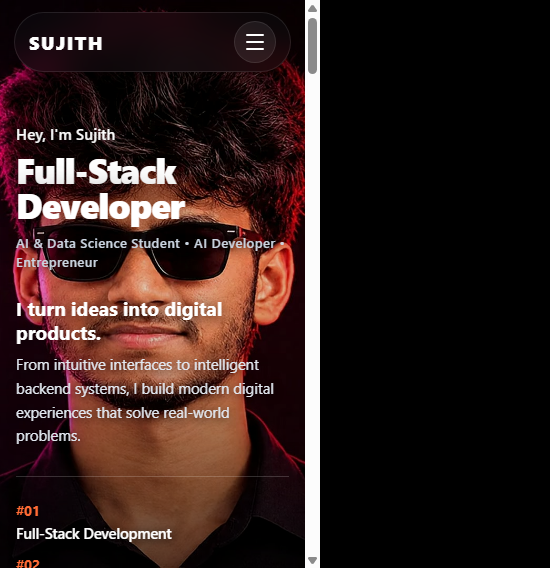 SUJITH
Hey, I'm Sujith
Full-Stack
Developer
AI & Data Science Student • AI Developer •
Entrepreneur
I turn ideas into digital
products.
From intuitive interfaces to intelligent
backend systems, I build modern digital
experiences that solve real-world
problems.
#01
Full-Stack Development
#02